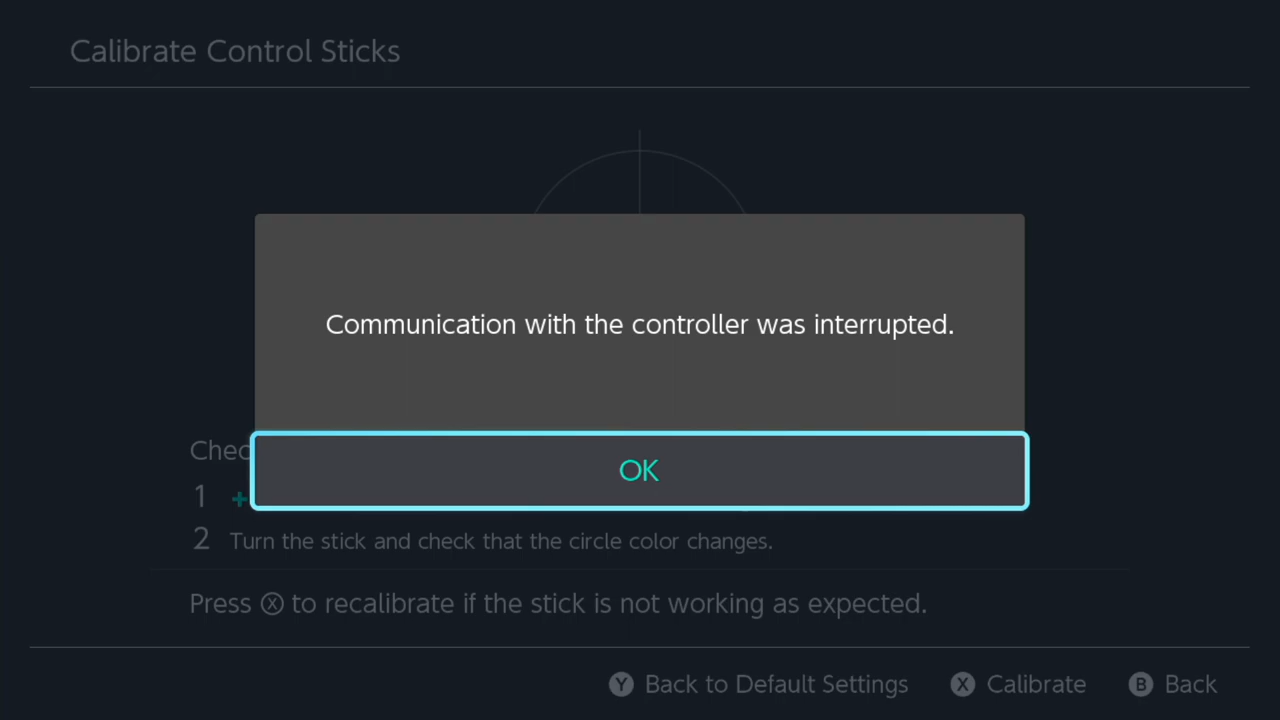 Calibrate Control Sticks
Communication with the controller was interrupted.
OK
1
2 Turn the stick and check that the circle color changes.
Press Ⓧ to recalibrate if the stick is not working as expected.
Ⓨ Back to Default Settings Ⓧ Calibrate Ⓑ Back